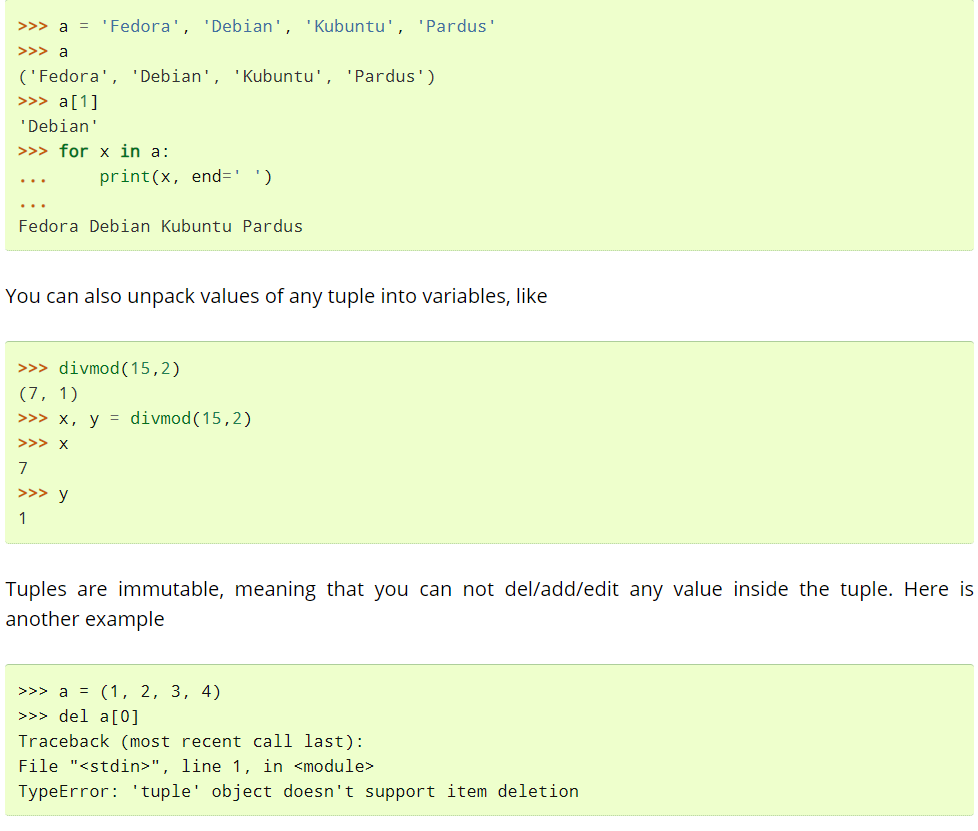 >>> a = 'Fedora', 'Debian', 'Kubuntu', 'Pardus'
>>> a
('Fedora', 'Debian', 'Kubuntu', 'Pardus')
>>> a[1]
'Debian'
>>> for x in a:
...     print(x, end=' ')
...
Fedora Debian Kubuntu Pardus
You can also unpack values of any tuple into variables, like
>>> divmod(15,2)
(7, 1)
>>> x, y = divmod(15,2)
>>> x
7
>>> y
1
Tuples are immutable, meaning that you can not del/add/edit any value inside the tuple. Here is
another example
>>> a = (1, 2, 3, 4)
>>> del a[0]
Traceback (most recent call last):
File "<stdin>", line 1, in <module>
TypeError: 'tuple' object doesn't support item deletion